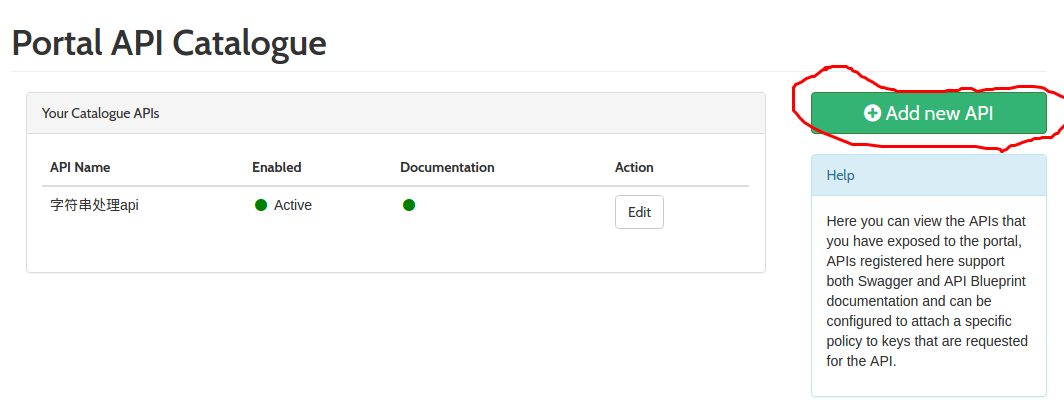 Portal API Catalogue
Your Catalogue APIs
API Name Enabled Documentation Action
字符串处理api Active Edit
Add new API
Help
Here you can view the APIs that
you have exposed to the portal,
APIs registered here support
both Swagger and API Blueprint
documentation and can be
configured to attach a specific
policy to keys that are requested
for the API.